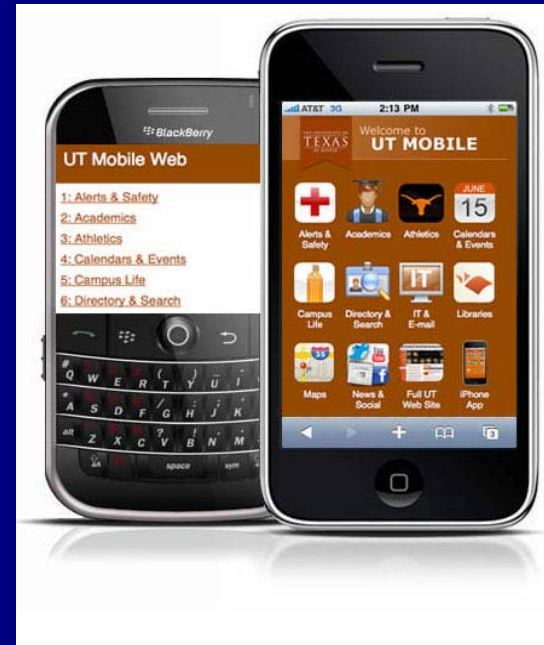 BlackBerry
UT Mobile Web
1: Alerts & Safety
2: Academics
3: Athletics
4: Calendars & Events
5: Campus Life
6: Directory & Search
Q W E R T Y U I
A S D F G H J K
alt Z X C V B N M
space sym
AT&T 3G 2:13 PM
TEXAS
Welcome to
UT MOBILE
JUNE
15
Alerts &
Safety
Academics
Athletics
Calendars
& Events
IT
Campus
Life
Directory &
Search
IT &
E-mail
Libraries
Maps
News &
Social
Full UT
Web Site
iPhone
App